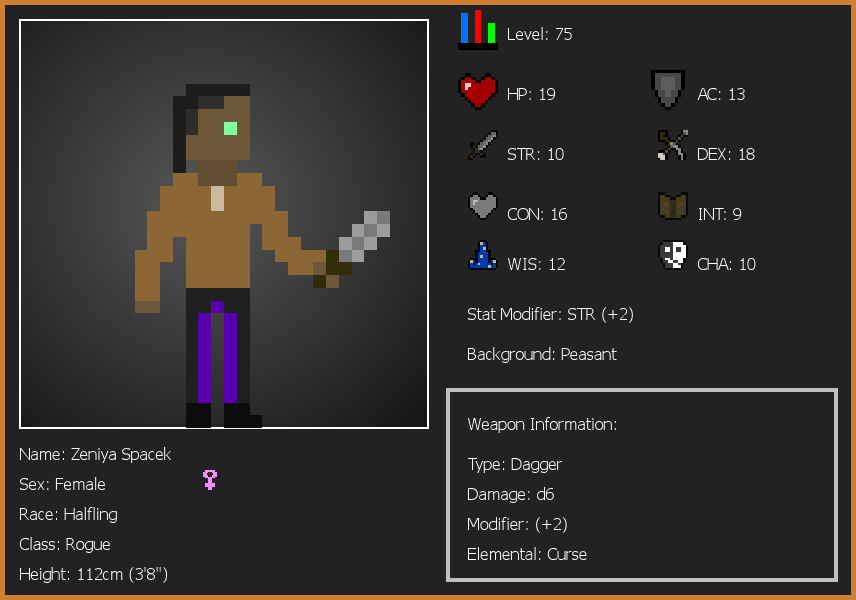 Level: 75
HP: 19
AC: 13
STR: 10
DEX: 18
CON: 16
INT: 9
WIS: 12
CHA: 10
Stat Modifier: STR (+2)
Background: Peasant
Weapon Information:
Type: Dagger
Damage: d6
Modifier: (+2)
Elemental: Curse
Name: Zeniya Spacek
Sex: Female
Race: Halfling
Class: Rogue
Height: 112cm (3'8")